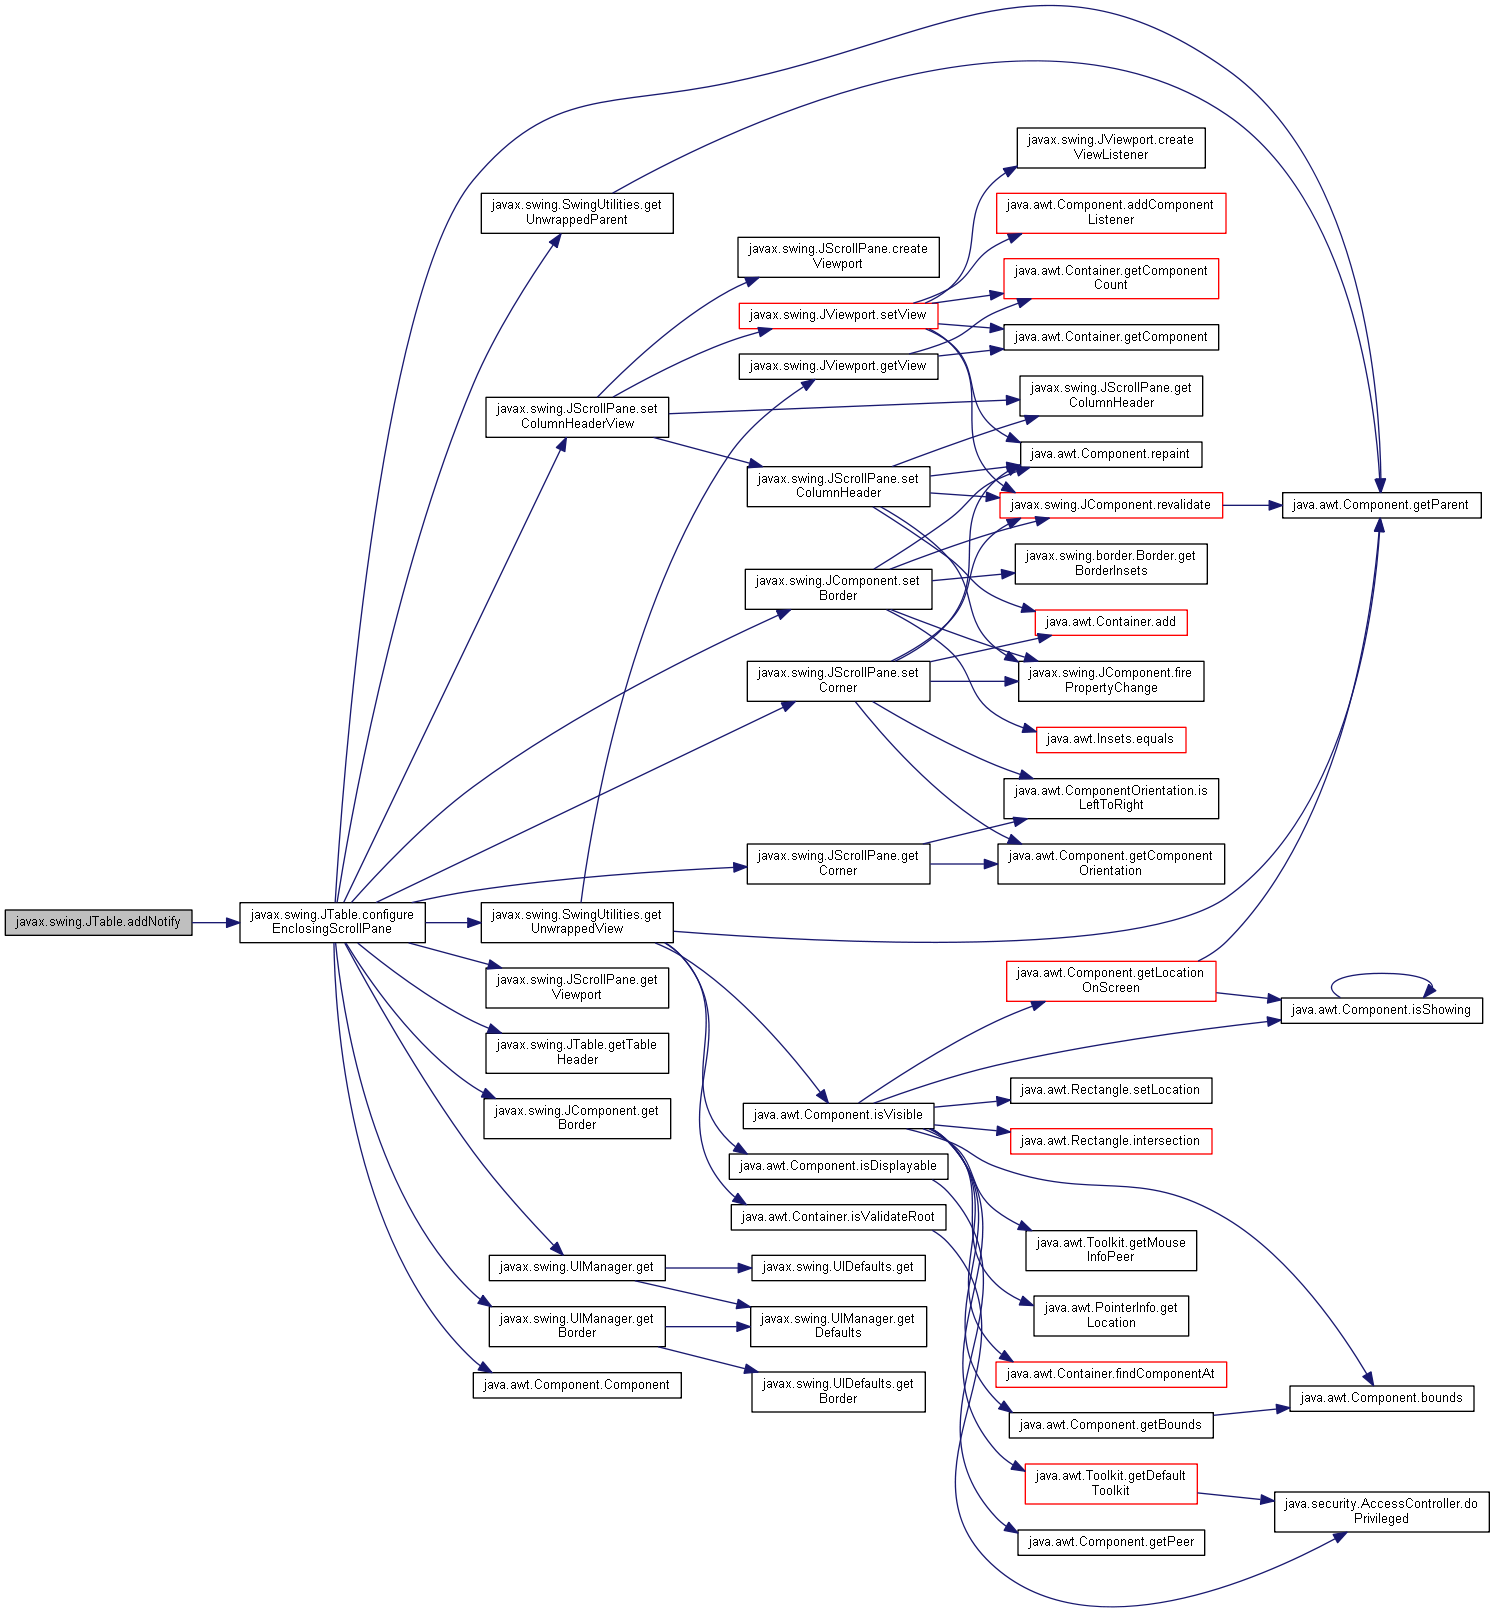 javax.swing.JTable.addNotify
javax.swing.JTable.configure
EnclosingScrollPane
javax.swing.SwingUtilities.get
UnwrappedParent
javax.swing.JScrollPane.set
ColumnHeaderView
javax.swing.SwingUtilities.get
UnwrappedView
javax.swing.JScrollPane.get
Viewport
javax.swing.JTable.getTable
Header
javax.swing.JComponent.get
Border
javax.swing.UIManager.get
javax.swing.UIManager.get
Border
java.awt.Component.Component
javax.swing.JScrollPane.create
Viewport
javax.swing.JViewport.setView
javax.swing.JViewport.getView
javax.swing.JScrollPane.set
ColumnHeader
javax.swing.JComponent.set
Border
javax.swing.JScrollPane.set
Corner
javax.swing.JScrollPane.get
Corner
java.awt.Component.isVisible
java.awt.Component.isDisplayable
java.awt.Container.isValidateRoot
javax.swing.UIDefaults.get
javax.swing.UIManager.get
Defaults
javax.swing.UIDefaults.get
Border
javax.swing.JViewport.create
ViewListener
java.awt.Component.addComponent
Listener
java.awt.Container.getComponent
Count
java.awt.Container.getComponent
javax.swing.JScrollPane.get
ColumnHeader
java.awt.Component.repaint
javax.swing.JComponent.revalidate
javax.swing.border.Border.get
BorderInsets
java.awt.Container.add
javax.swing.JComponent.fire
PropertyChange
java.awt.Insets.equals
java.awt.ComponentOrientation.is
LeftToRight
java.awt.Component.getComponent
Orientation
java.awt.Component.getLocation
OnScreen
java.awt.Rectangle.setLocation
java.awt.Rectangle.intersection
java.awt.Toolkit.getMouse
InfoPeer
java.awt.PointerInfo.get
Location
java.awt.Container.findComponentAt
java.awt.Component.getBounds
java.awt.Toolkit.getDefault
Toolkit
java.awt.Component.getPeer
java.awt.Component.getParent
java.awt.Component.isShowing
java.awt.Component.bounds
java.security.AccessController.do
Privileged